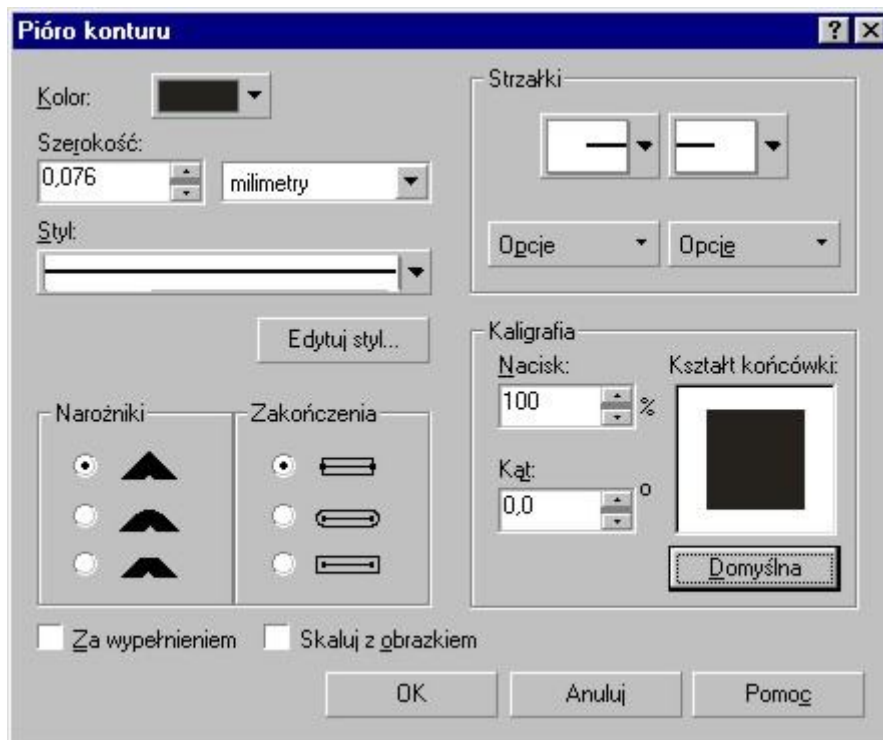 Pióro konturu
Kolor:
Szerokość:
0,076 milimetry
Styl:
Edytuj styl...
Narożniki Zakończenia
Za wypełnieniem Skaluj z obrazkiem
Strzałki
Opcje Opcje
Kaligrafia
Nacisk: Kształt końcówki:
100 %
Kąt:
0,0 o
Domyślna
OK Anuluj Pomoc